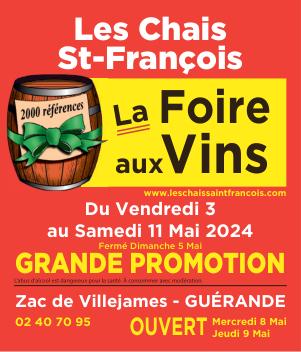 Les Chais
St-François
2000 références
La Foire
aux Vins
www.leschaissaintfrancois.com
Du Vendredi 3
au Samedi 11 Mai 2024
Fermé Dimanche 5 Mai
GRANDE PROMOTION
L'abus d'alcool est dangereux pour la santé. À consommer avec modération.
Zac de Villejames - GUÉRANDE
02 40 70 95
OUVERT
Mercredi 8 Mai
Jeudi 9 Mai